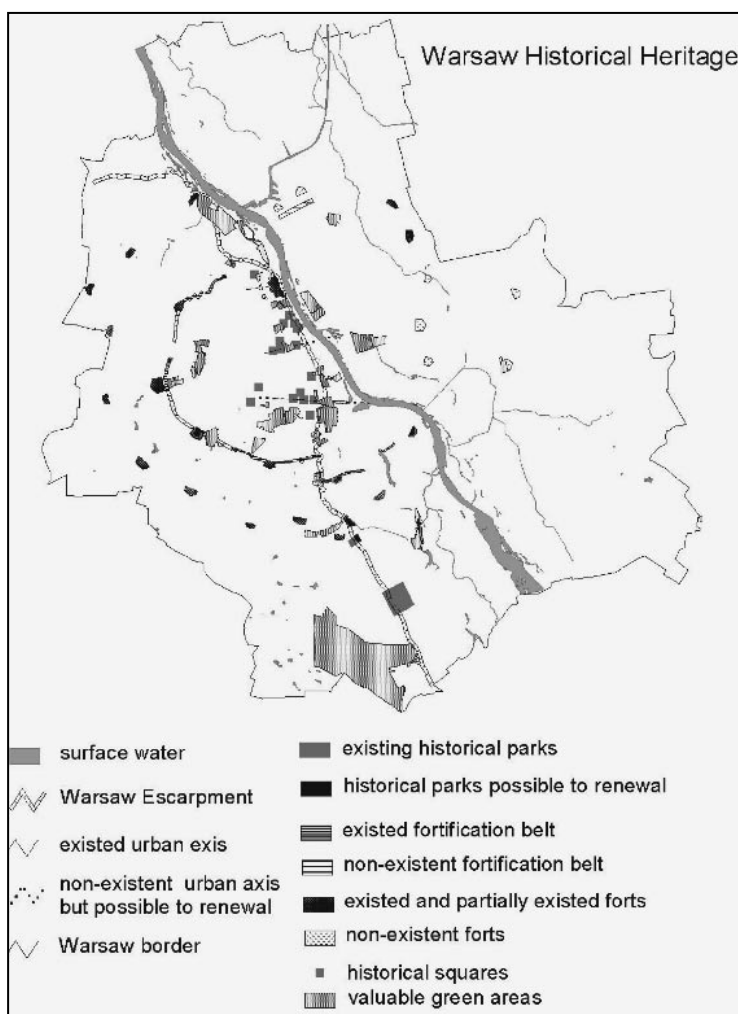 Warsaw Historical Heritage
surface water
Warsaw Escarpment
existed urban axis
non-existent urban axis
but possible to renewal
Warsaw border
existing historical parks
historical parks possible to renewal
existed fortification belt
non-existent fortification belt
existed and partially existed forts
non-existent forts
historical squares
valuable green areas